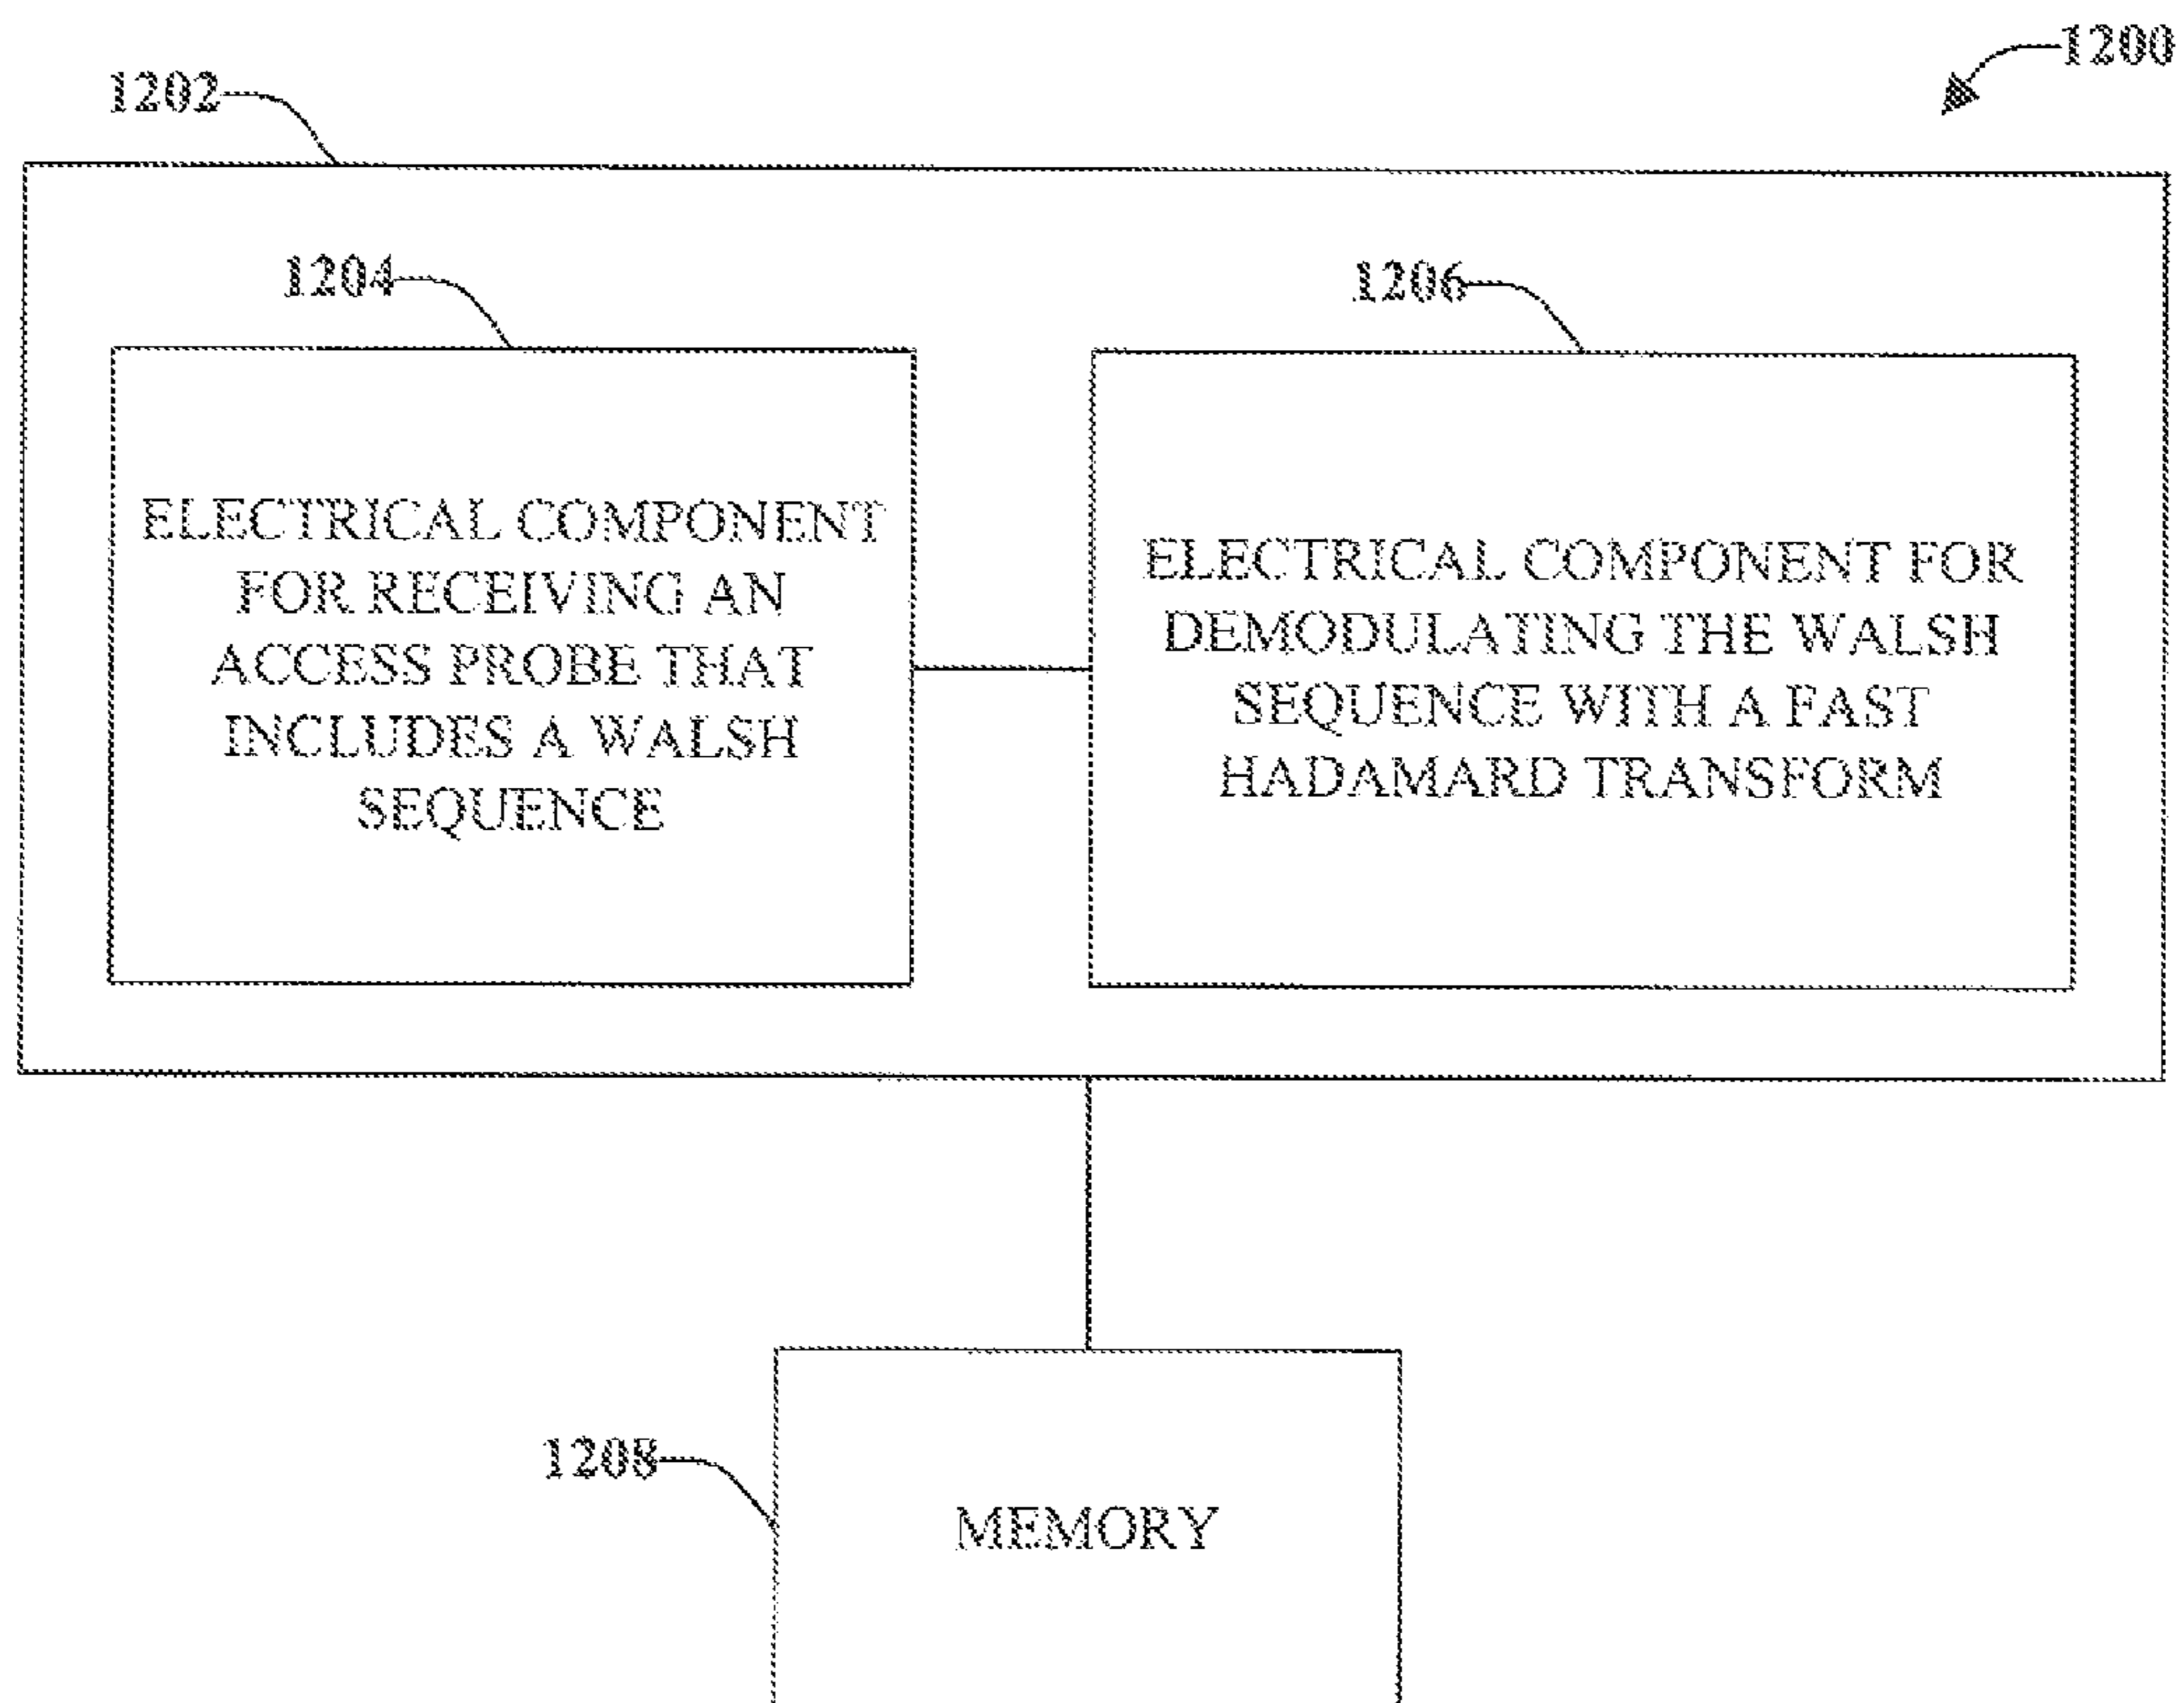 1200
1202
1204
1206
ELECTRICAL COMPONENT
FOR RECEIVING AN
ACCESS PROBE THAT
INCLUDES A WALSH
SEQUENCE
ELECTRICAL COMPONENT FOR
DEMODULATING THE WALSH
SEQUENCE WITH A FAST
HADAMARD TRANSFORM
1208
MEMORY